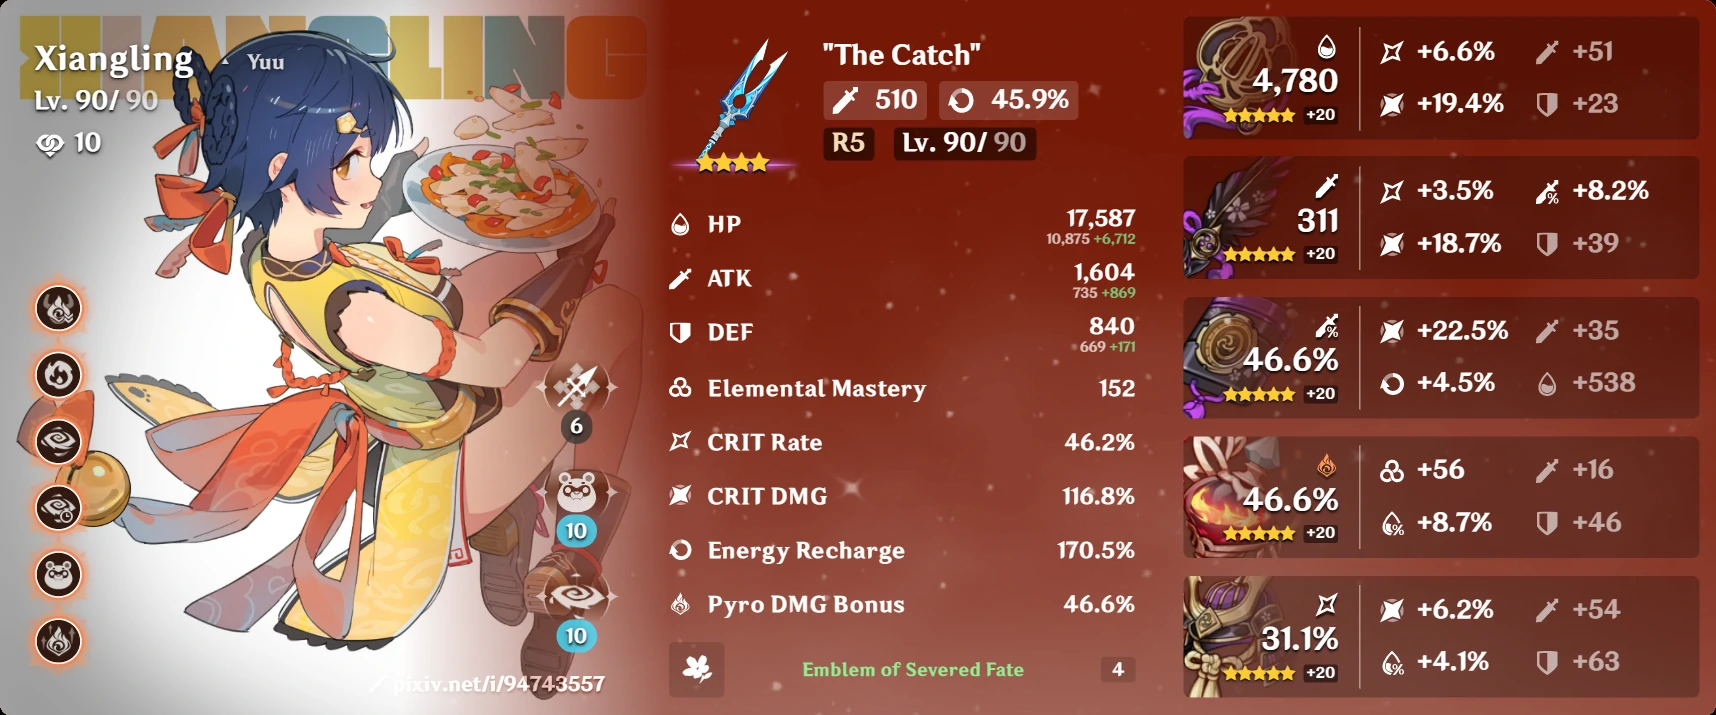 XIANGLING
Xiangling · Yuu
Lv. 90/ 90
10
6
10
10
pixiv.net/i/94743557
"The Catch"
510 45.9%
R5 Lv. 90/ 90
HP 17,587
10,875 +6,712
ATK 1,604
735 +869
DEF 840
669 +171
Elemental Mastery 152
CRIT Rate 46.2%
CRIT DMG 116.8%
Energy Recharge 170.5%
Pyro DMG Bonus 46.6%
Emblem of Severed Fate 4
4,780
+20
+6.6% +51
+19.4% +23
311
+20
+3.5% +8.2%
+18.7% +39
46.6%
+20
+22.5% +35
+4.5% +538
46.6%
+20
+56 +16
+8.7% +46
31.1%
+20
+6.2% +54
+4.1% +63